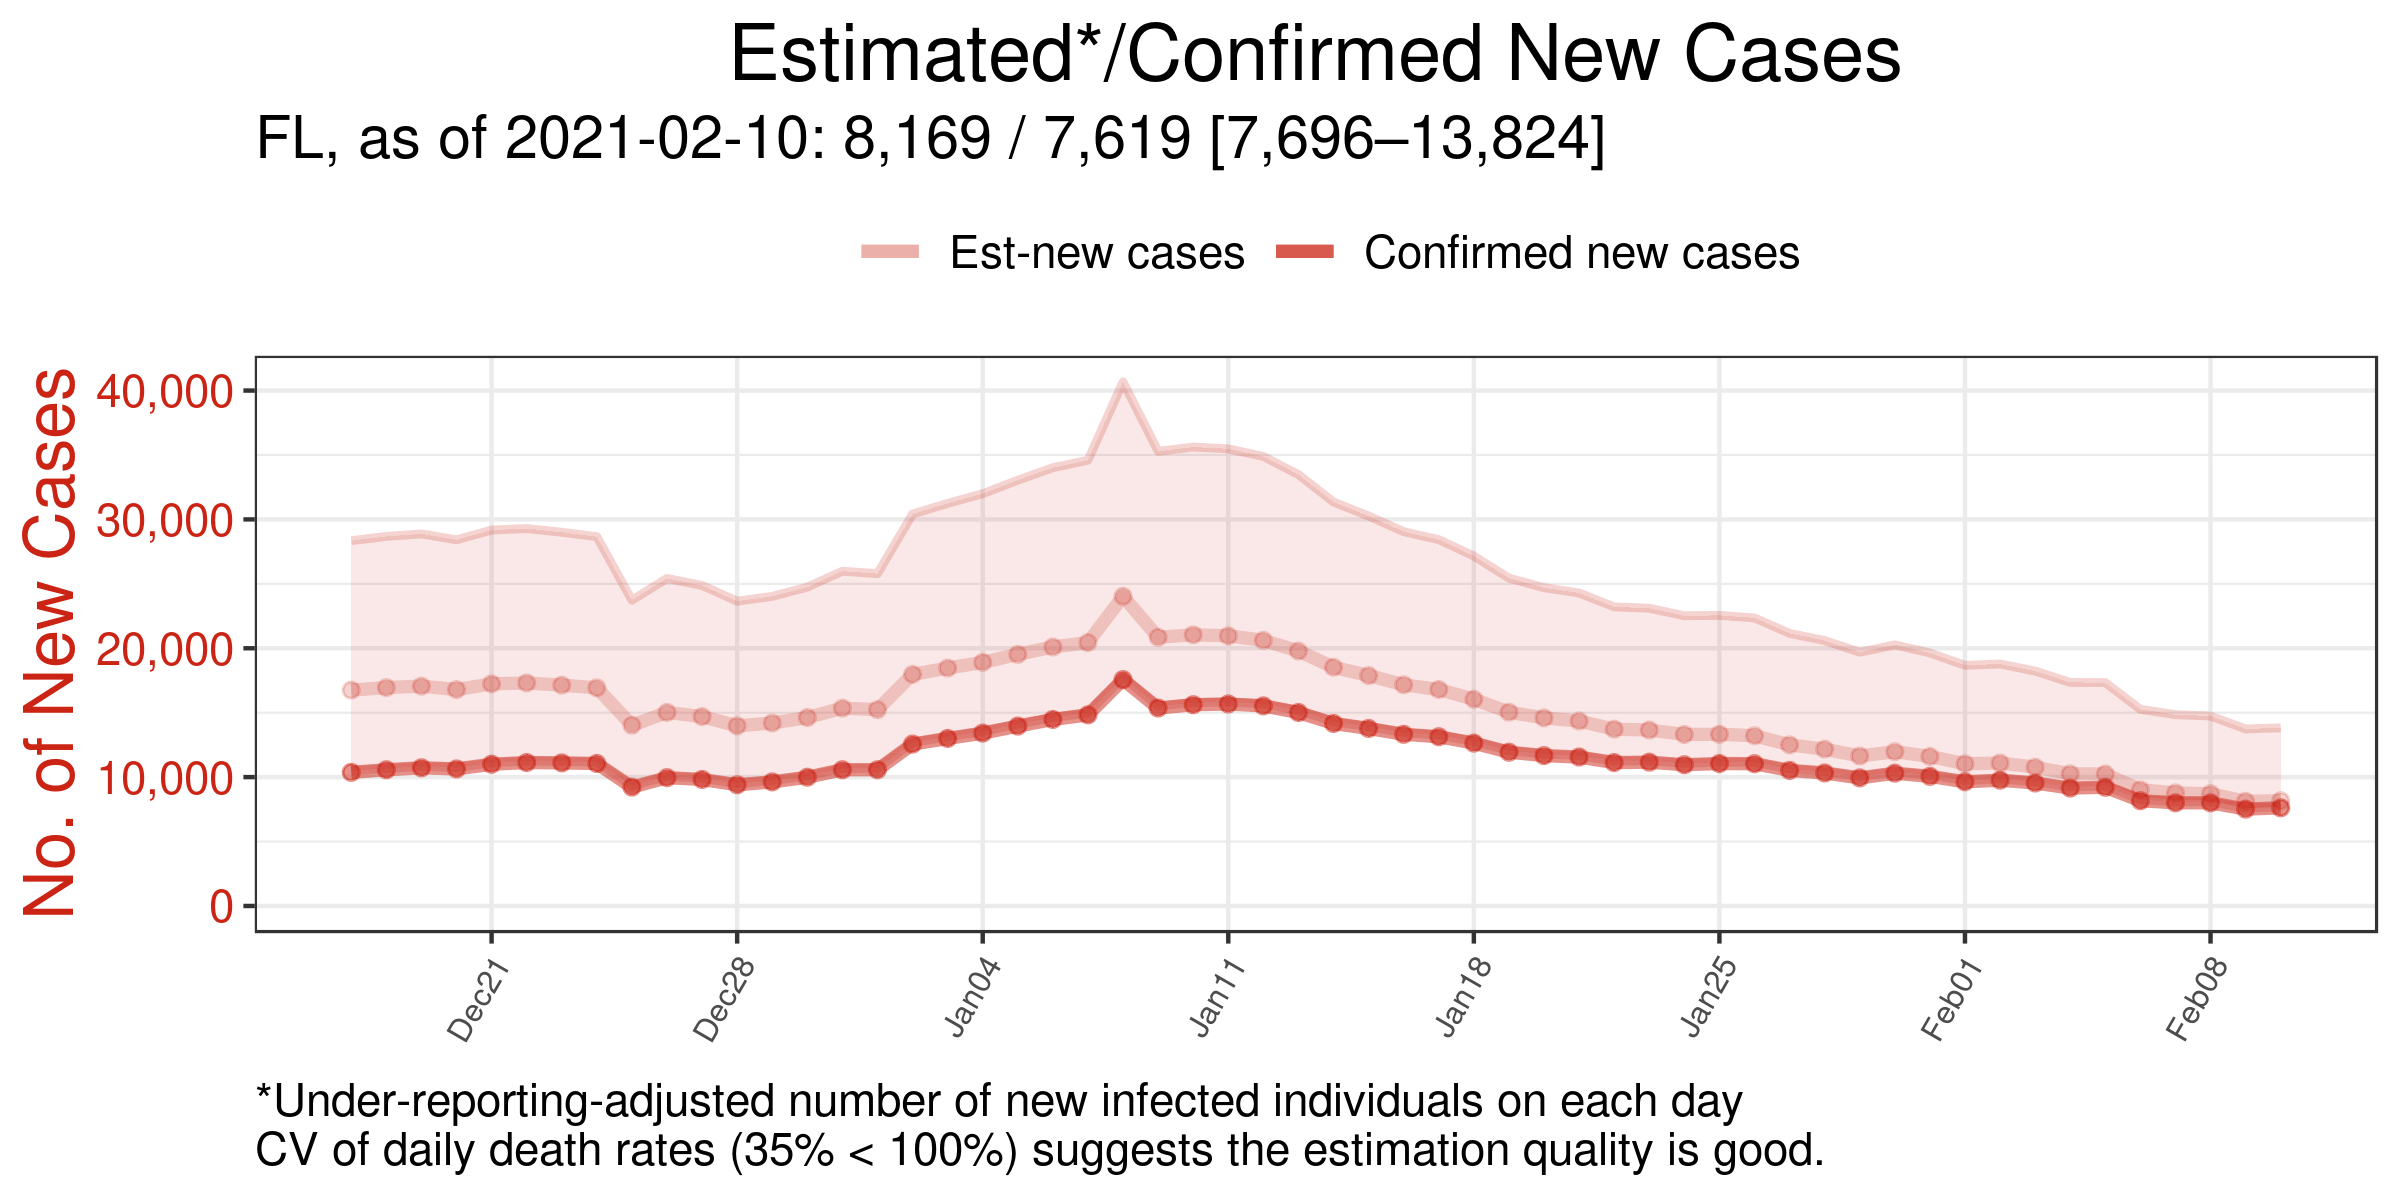 Estimated*/Confirmed New Cases
FL, as of 2021-02-10: 8,169 / 7,619 [7,696–13,824]
Est-new cases Confirmed new cases
No. of New Cases
40,000
30,000
20,000
10,000
0
Dec21 Dec28 Jan04 Jan11 Jan18 Jan25 Feb01 Feb08
*Under-reporting-adjusted number of new infected individuals on each day
CV of daily death rates (35% < 100%) suggests the estimation quality is good.